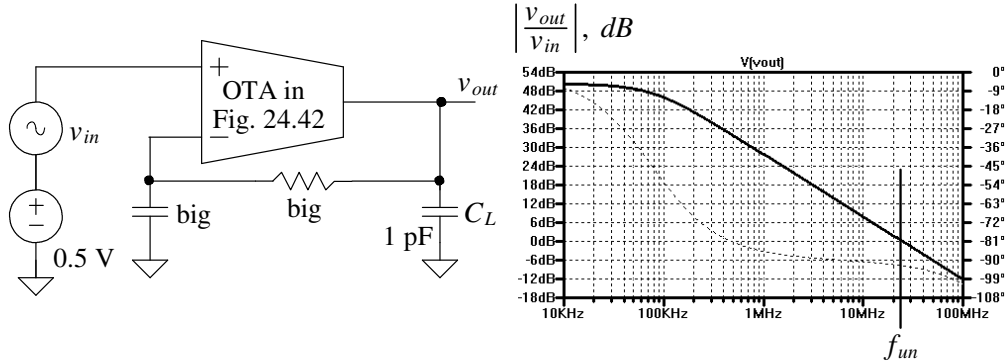 OTA in
Fig. 24.42
+
−
v_in
+
−
0.5 V
big
big
v_out
C_L
1 pF
|v_out/v_in|, dB
V(vout)
54dB
48dB
42dB
36dB
30dB
24dB
18dB
12dB
6dB
0dB
-6dB
-12dB
-18dB
0°
-9°
-18°
-27°
-36°
-45°
-54°
-63°
-72°
-81°
-90°
-99°
-108°
10KHz 100KHz 1MHz 10MHz 100MHz
f_un